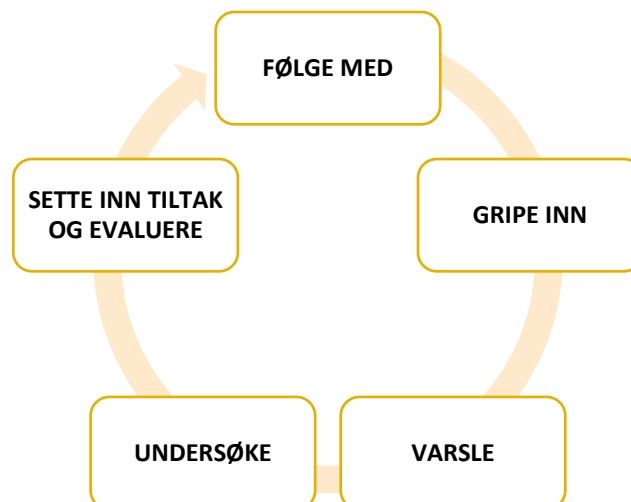 FØLGE MED
GRIPE INN
VARSLE
UNDERSØKE
SETTE INN TILTAK
OG EVALUERE